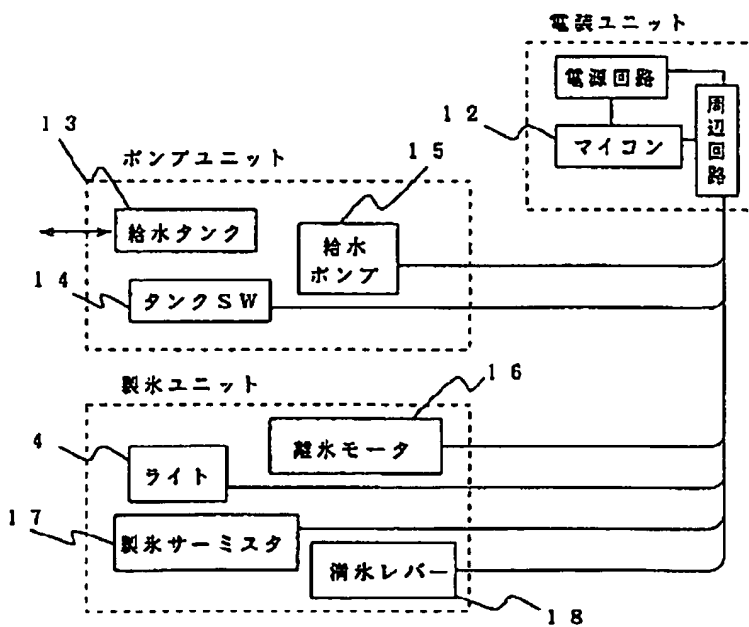 電装ユニット
電源回路
周辺回路
12
マイコン
13
ポンプユニット
15
給水タンク
給水
ポンプ
14
タンクSW
製氷ユニット
16
離氷モータ
4
ライト
17
製氷サーミスタ
満氷レバー
18